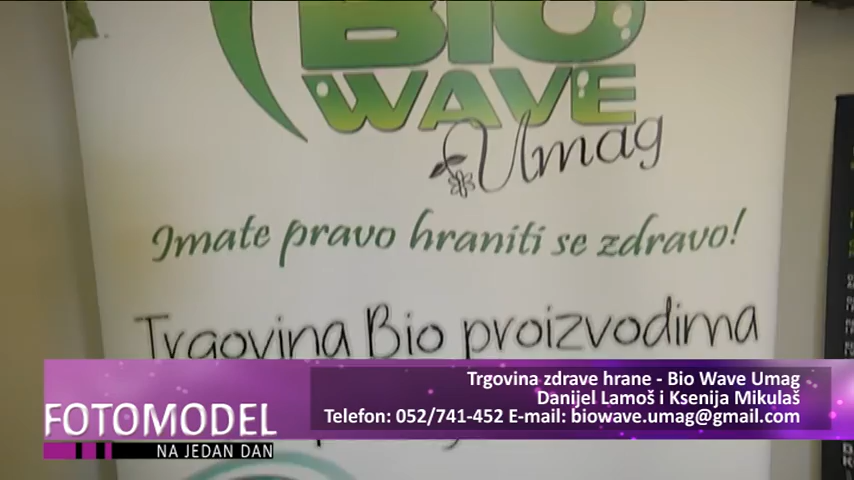 BIO
WAVE
Umag
Imate pravo hraniti se zdravo!
Trgovina Bio proizvodima
Trgovina zdrave hrane - Bio Wave Umag
Danijel Lamoš i Ksenija Mikulaš
Telefon: 052/741-452 E-mail: biowave.umag@gmail.com
FOTOMODEL
NA JEDAN DAN